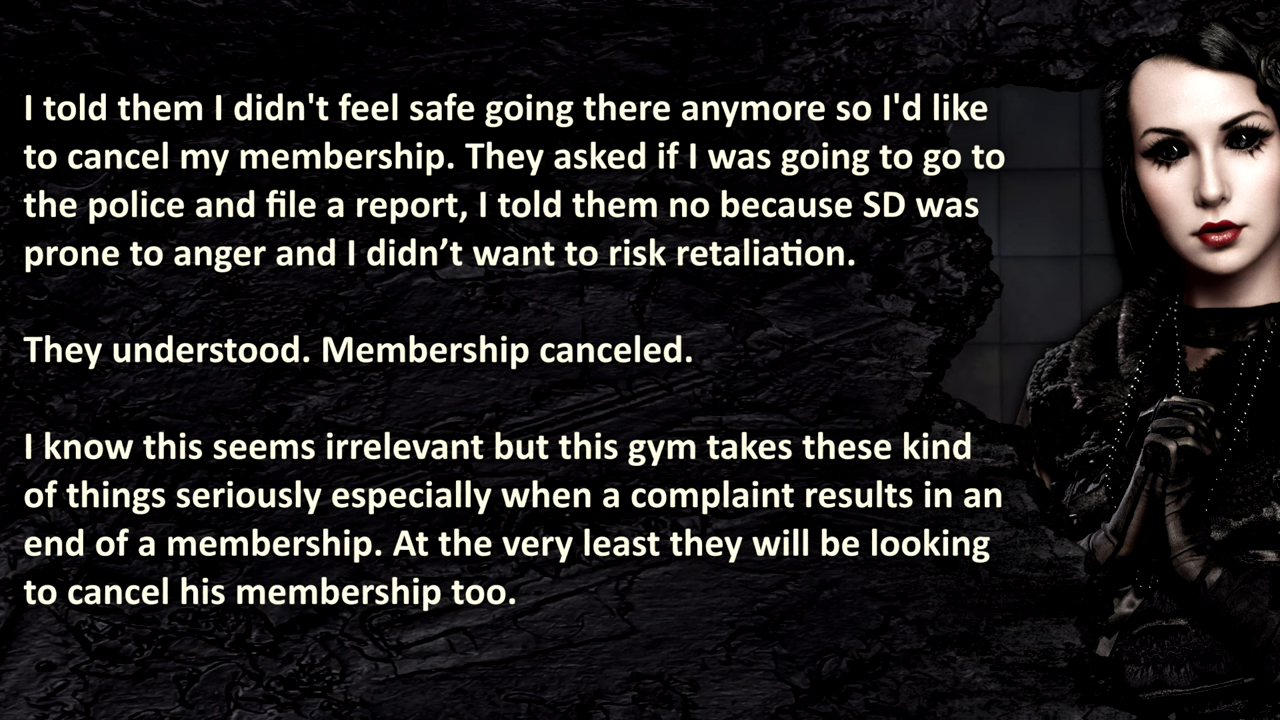 I told them I didn't feel safe going there anymore so I'd like
to cancel my membership. They asked if I was going to go to
the police and file a report, I told them no because SD was
prone to anger and I didn’t want to risk retaliation.
They understood. Membership canceled.
I know this seems irrelevant but this gym takes these kind
of things seriously especially when a complaint results in an
end of a membership. At the very least they will be looking
to cancel his membership too.